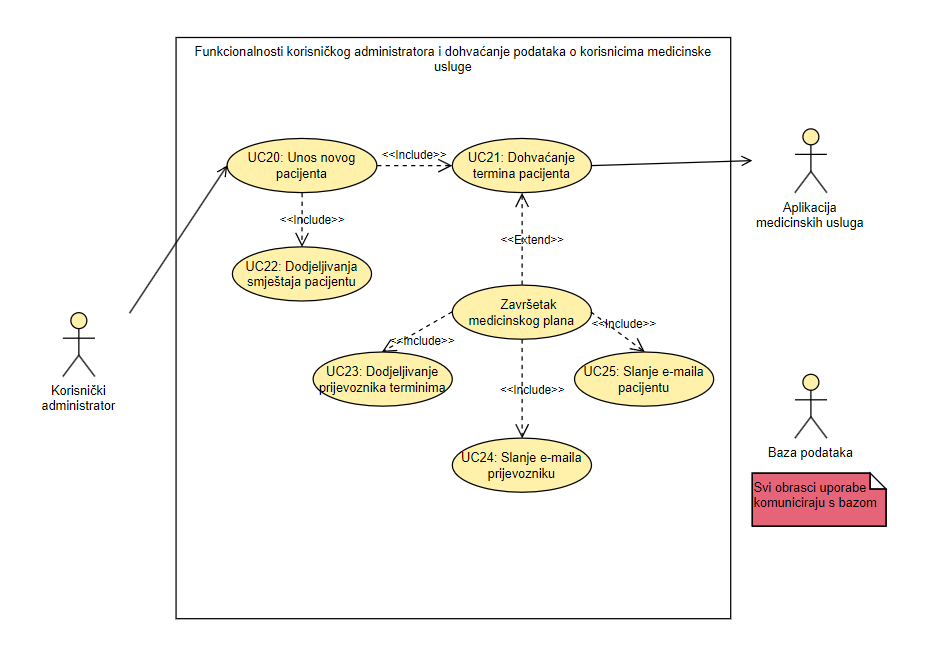 Funkcionalnosti korisničkog administratora i dohvaćanje podataka o korisnicima medicinske
usluge
UC20: Unos novog
pacijenta
<<Include>>
UC21: Dohvaćanje
termina pacijenta
Aplikacija
medicinskih usluga
<<Include>>
<<Extend>>
UC22: Dodjeljivanja
smještaja pacijentu
Završetak
medicinskog plana
<<Include>>
<<Include>>
UC23: Dodjeljivanje
prijevoznika terminima
<<Include>>
UC25: Slanje e-maila
pacijentu
Korisnički
administrator
UC24: Slanje e-maila
prijevozniku
Baza podataka
Svi obrasci uporabe
komuniciraju s bazom